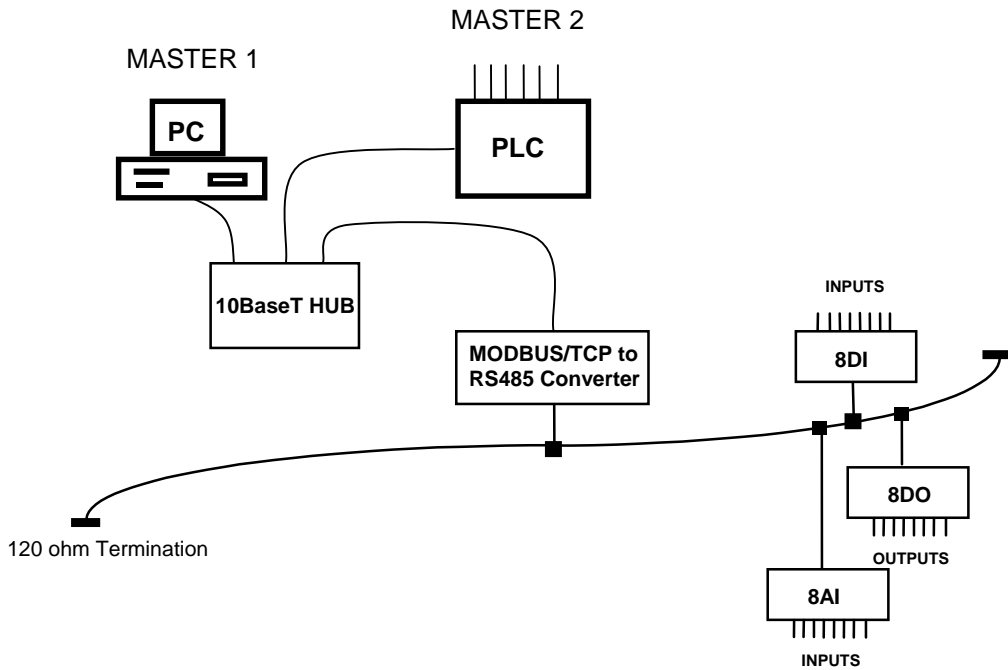 MASTER 2
MASTER 1
PC
PLC
10BaseT HUB
MODBUS/TCP to
RS485 Converter
INPUTS
8DI
8DO
OUTPUTS
120 ohm Termination
8AI
INPUTS